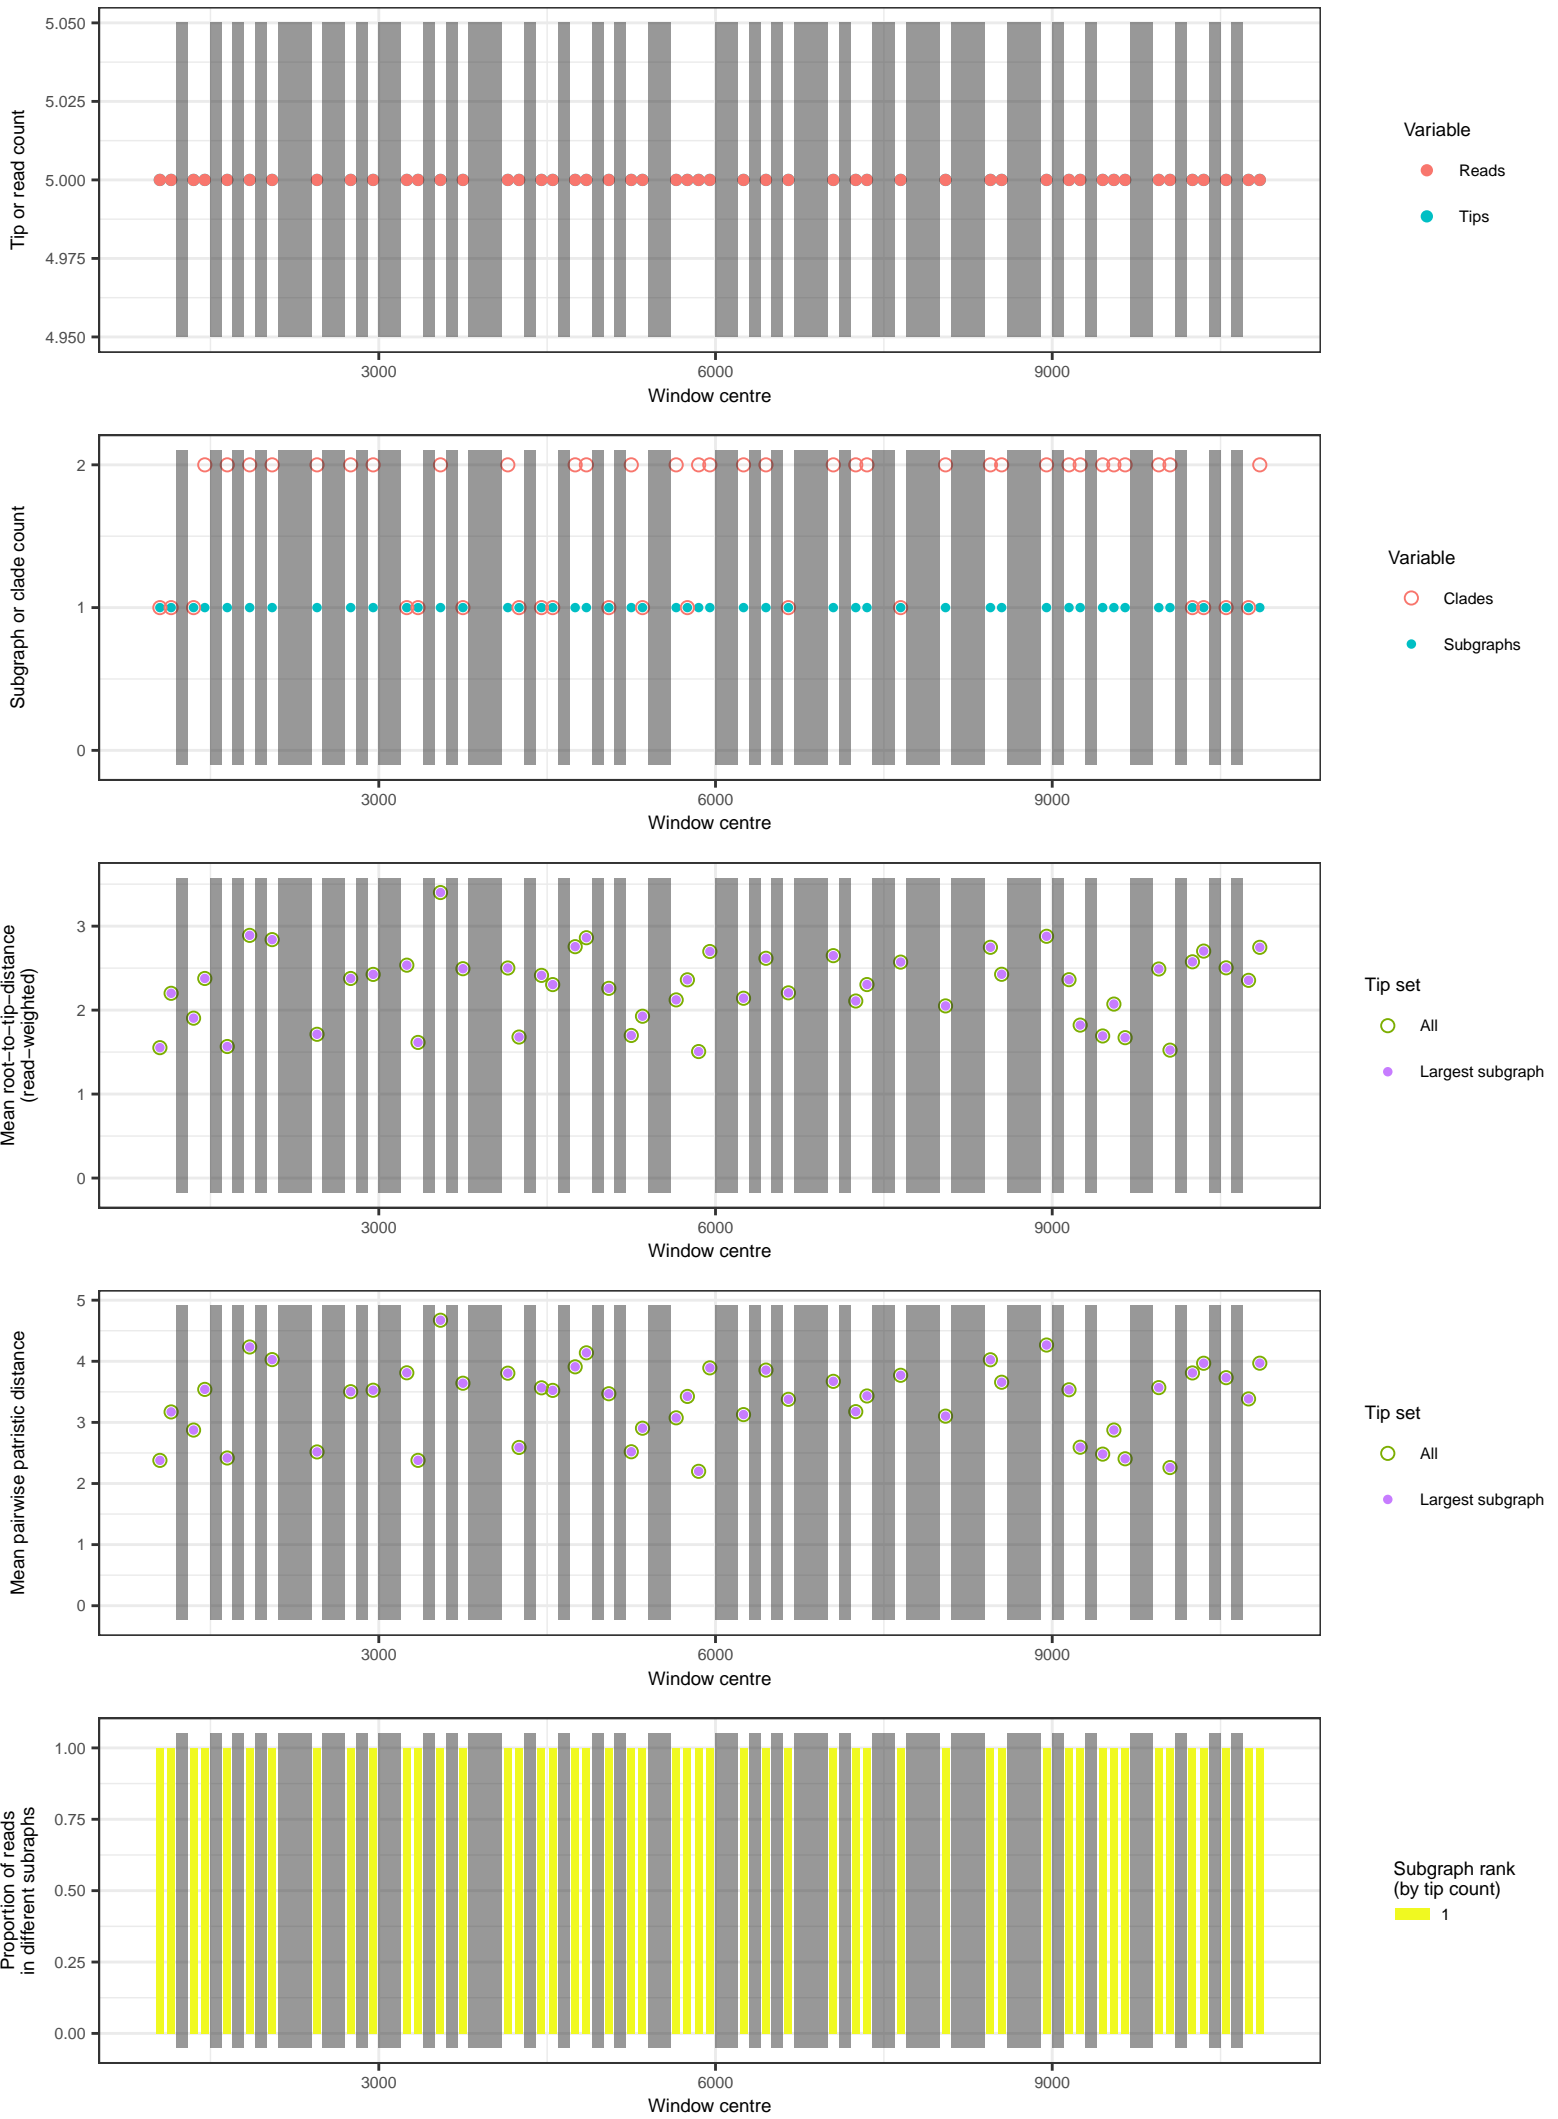 5.050
5.025
5.000
4.975
4.950
Tip or read count
3000 6000 9000
Window centre
Variable
Reads
Tips
2
1
0
Subgraph or clade count
3000 6000 9000
Window centre
Variable
Clades
Subgraphs
3
2
1
0
Mean root−to−tip−distance
(read−weighted)
3000 6000 9000
Window centre
Tip set
All
Largest subgraph
5
4
3
2
1
0
Mean pairwise patristic distance
3000 6000 9000
Window centre
Tip set
All
Largest subgraph
1.00
0.75
0.50
0.25
0.00
Proportion of reads
in different subraphs
3000 6000 9000
Window centre
Subgraph rank
(by tip count)
1